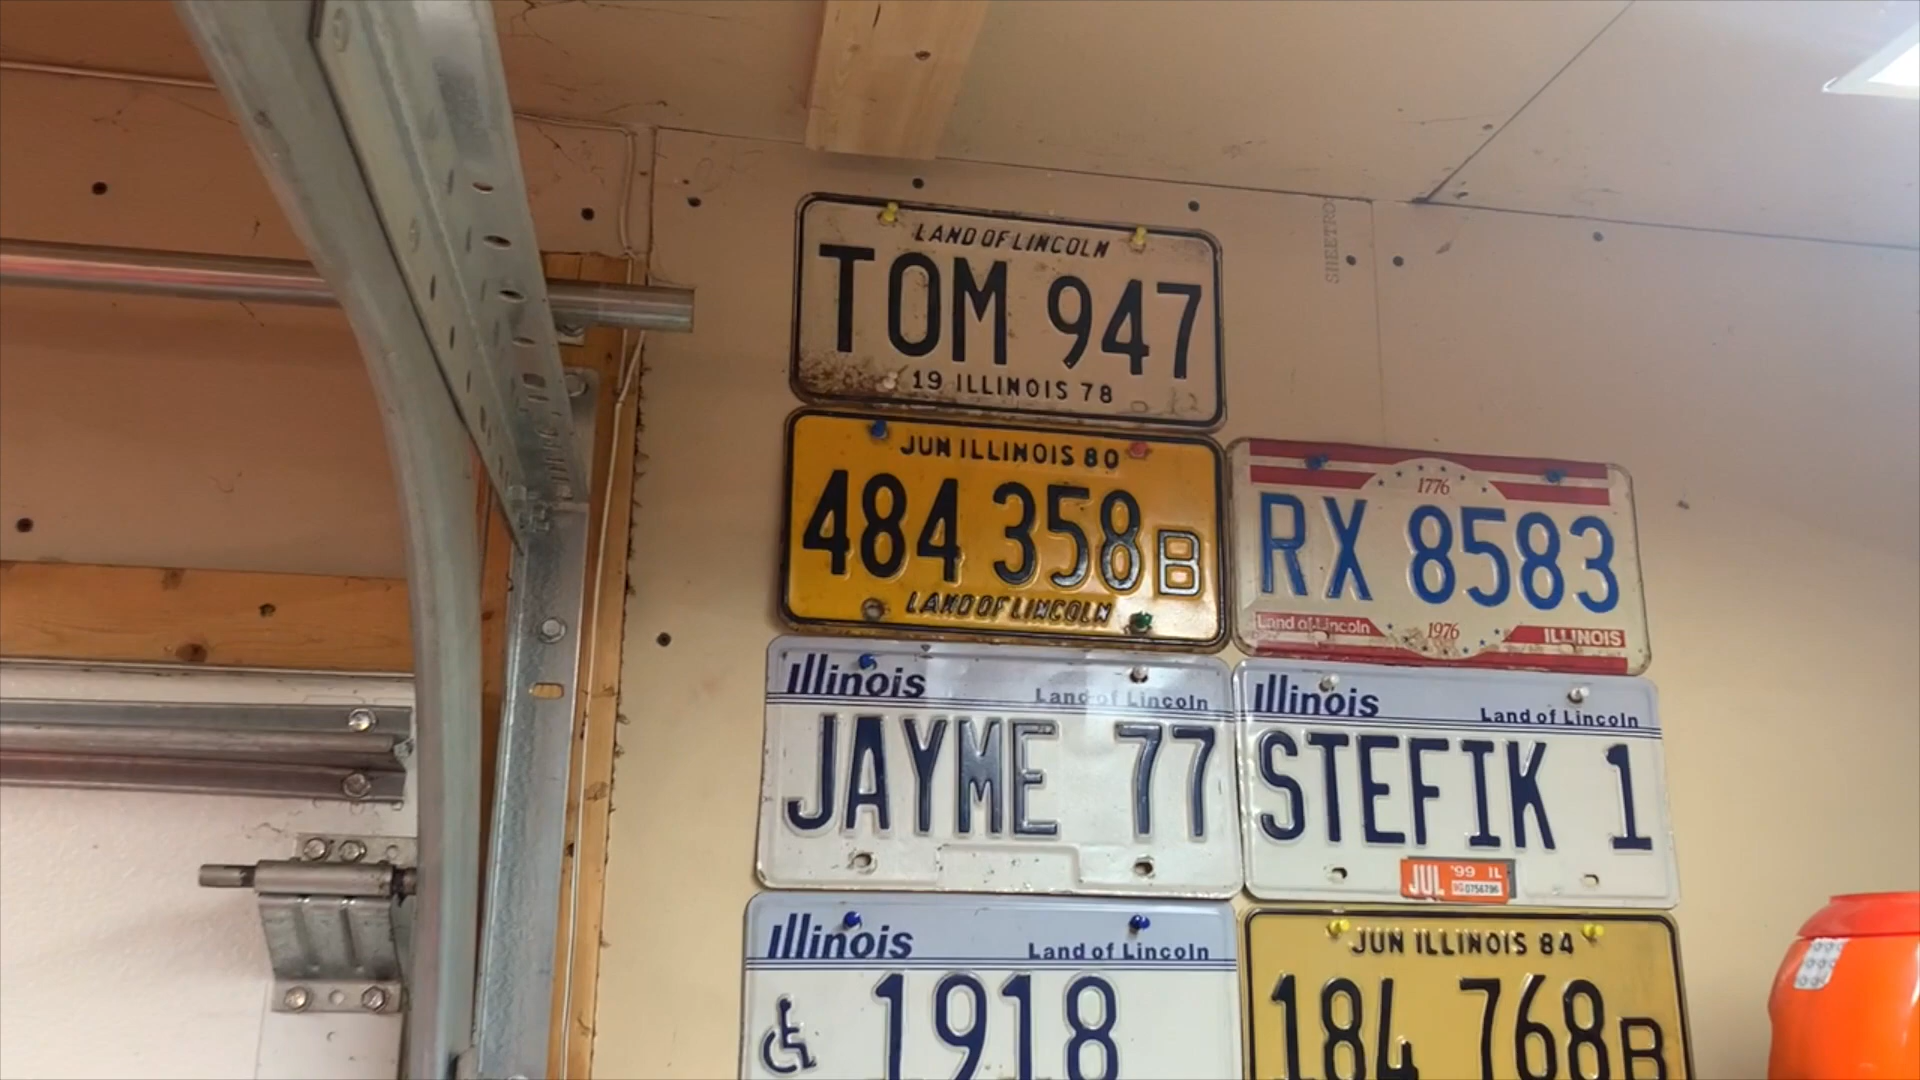 LAND OF LINCOLN
TOM 947
19 ILLINOIS 78
SHEETRO
JUN ILLINOIS 80
484 358 B
LAND OF LINCOLN
1776
RX 8583
Land of Lincoln 1976 ILLINOIS
Illinois Land of Lincoln
JAYME 77
Illinois Land of Lincoln
STEFIK 1
JUL '99 IL
0756796
Illinois Land of Lincoln
1918
JUN ILLINOIS 84
184 768 B